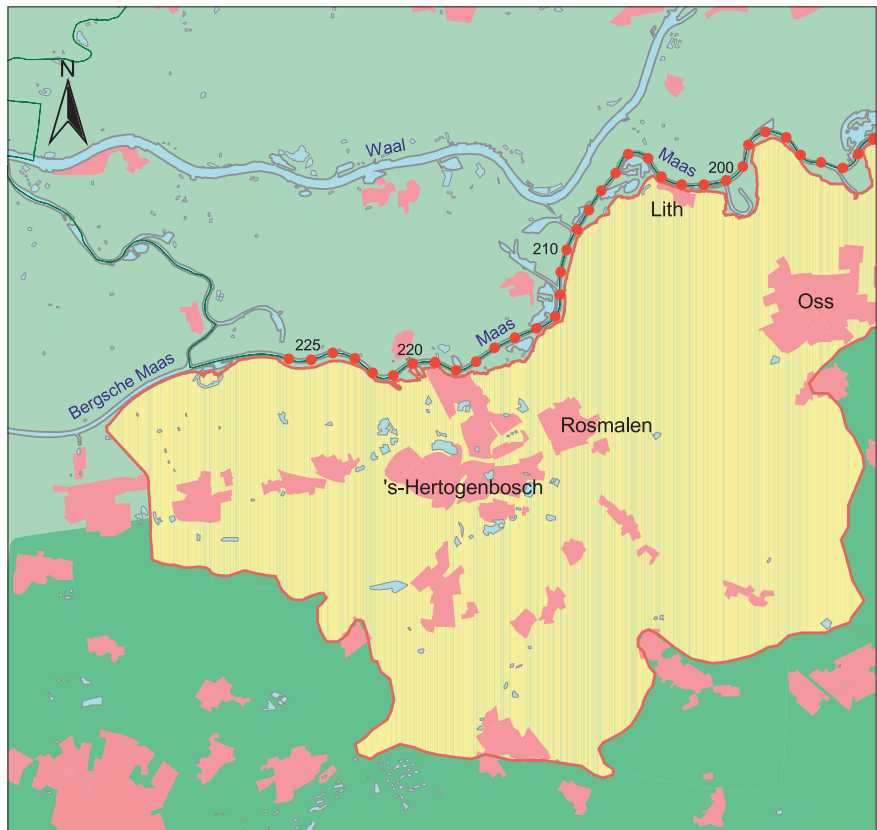 N
Waal
Maas
200
Lith
210
Oss
Maas
225
220
Bergsche Maas
Rosmalen
's-Hertogenbosch